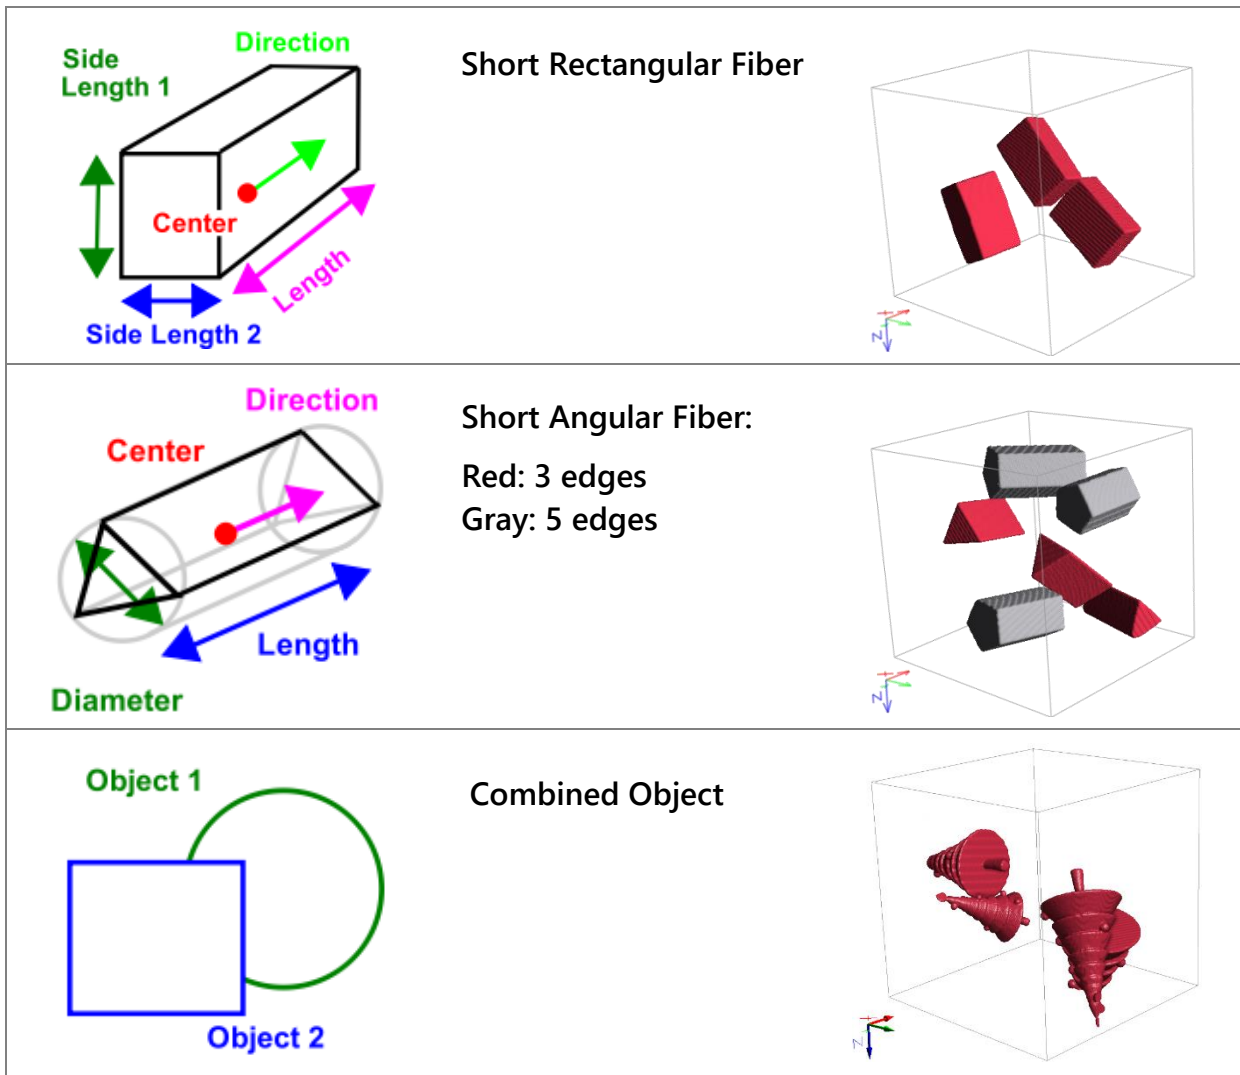 Direction
Side
Length 1
Center
Length
Side Length 2
Short Rectangular Fiber
Z
Direction
Center
Length
Diameter
Short Angular Fiber:
Red: 3 edges
Gray: 5 edges
Z
Object 1
Object 2
Combined Object
Z